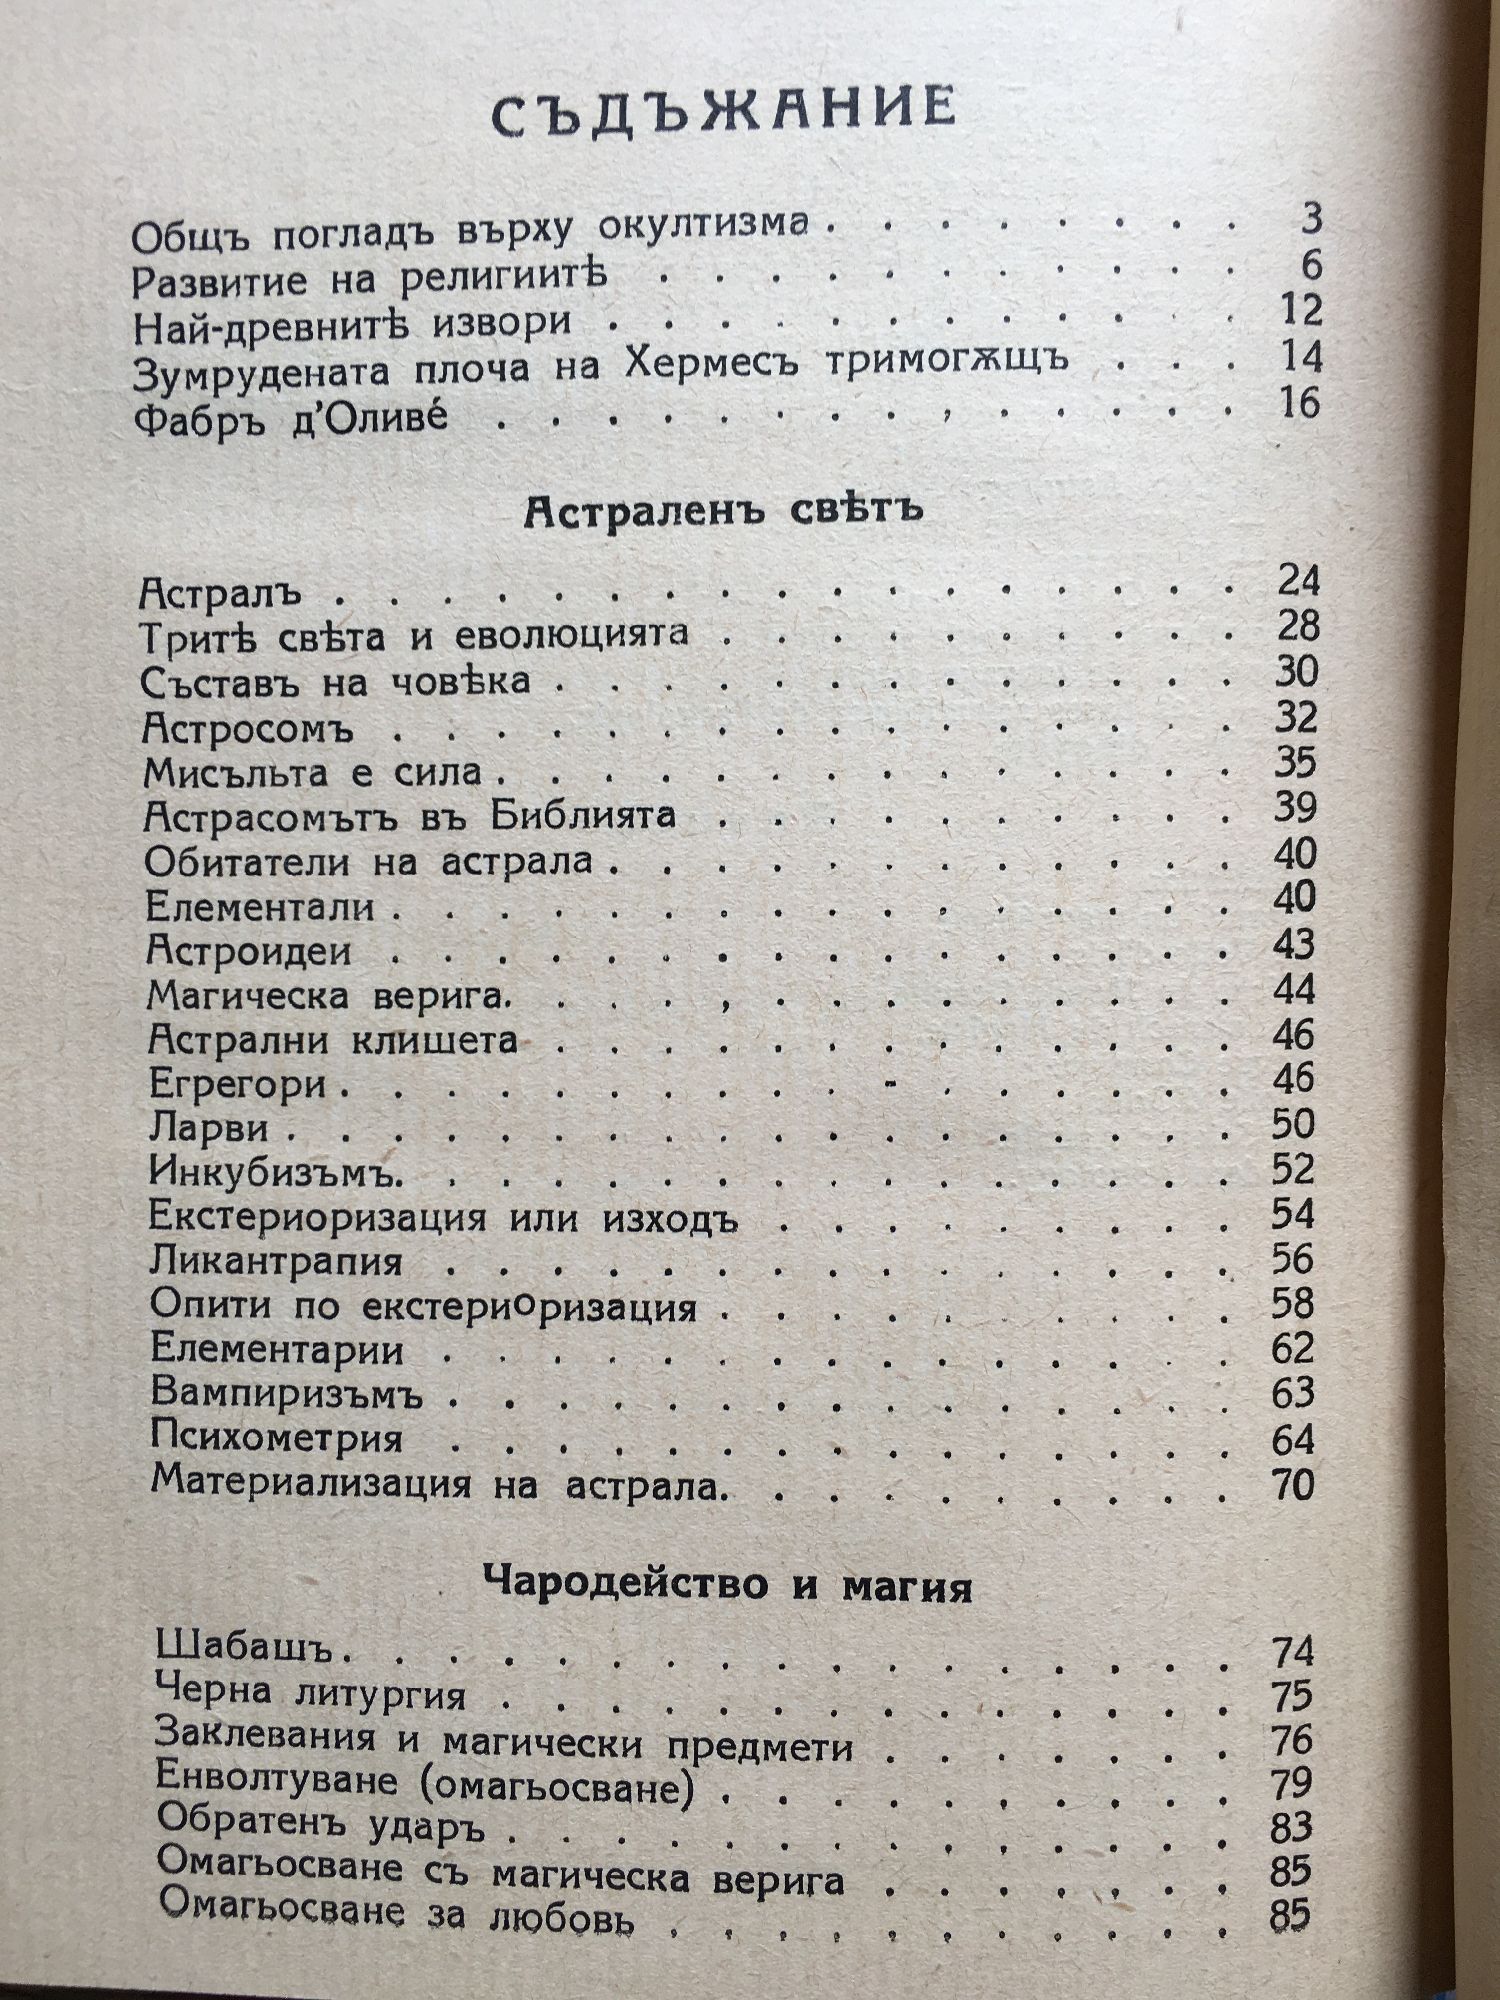 СЪДЪЖАНИЕ
Общъ погладъ върху окултизма . . . . . . . . 3
Развитие на религиитѣ . . . . . . . . . . . 6
Най-древнитѣ извори . . . . . . . . . . . . 12
Зумрудената плоча на Хермесъ тримогѫщъ . . . 14
Фабръ д’Оливé . . . . . . . . . . . . . . 16
Астраленъ свѣтъ
Астралъ . . . . . . . . . . . . . . . . . 24
Тритѣ свѣта и еволюцията . . . . . . . . . . 28
Съставъ на човѣка . . . . . . . . . . . . . 30
Астросомъ . . . . . . . . . . . . . . . . 32
Мисъльта е сила . . . . . . . . . . . . . . 35
Астрасомътъ въ Библията . . . . . . . . . . 39
Обитатели на астрала . . . . . . . . . . . . 40
Елементали . . . . . . . . . . . . . . . . 40
Астроидеи . . . . . . . . . . . . . . . . 43
Магическа верига. . . . . . . . . . . . . . 44
Астрални клишета . . . . . . . . . . . . . 46
Егрегори . . . . . . . . . . . . . . . . . 46
Ларви . . . . . . . . . . . . . . . . . . 50
Инкубизъмъ. . . . . . . . . . . . . . . . 52
Екстериоризация или изходъ . . . . . . . . . 54
Ликантрапия . . . . . . . . . . . . . . . 56
Опити по екстериоризация . . . . . . . . . . 58
Елементарии . . . . . . . . . . . . . . . 62
Вампиризъмъ . . . . . . . . . . . . . . . 63
Психометрия . . . . . . . . . . . . . . . 64
Материализация на астрала. . . . . . . . . . 70
Чародейство и магия
Шабашъ . . . . . . . . . . . . . . . . . 74
Черна литургия . . . . . . . . . . . . . . 75
Заклевания и магически предмети . . . . . . . 76
Енволтуване (омагьосване) . . . . . . . . . . 79
Обратенъ ударъ . . . . . . . . . . . . . . 83
Омагьосване съ магическа верига . . . . . . . 85
Омагьосване за любовь . . . . . . . . . . . 85